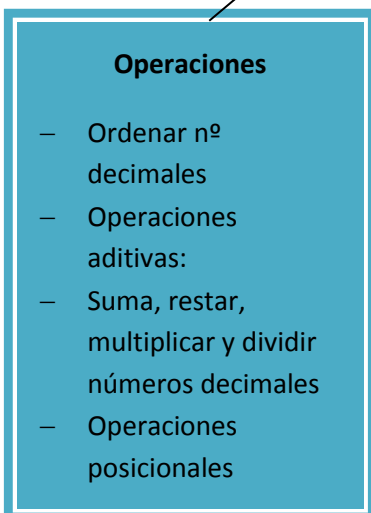 Operaciones
– Ordenar nº
decimales
– Operaciones
aditivas:
– Suma, restar,
multiplicar y dividir
números decimales
– Operaciones
posicionales